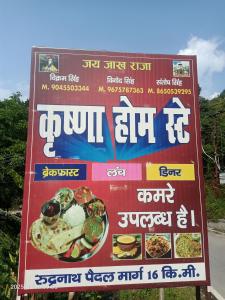 जय जाख राजा
विक्रम सिंह विनोद सिंह संतोष सिंह
M. 9045503344 M. 9675787363 M. 8650539295
कृष्णा होम स्टे
ब्रेकफास्ट लंच डिनर
कमरे
उपलब्ध है।
रुद्रनाथ पैदल मार्ग 16 कि.मी.